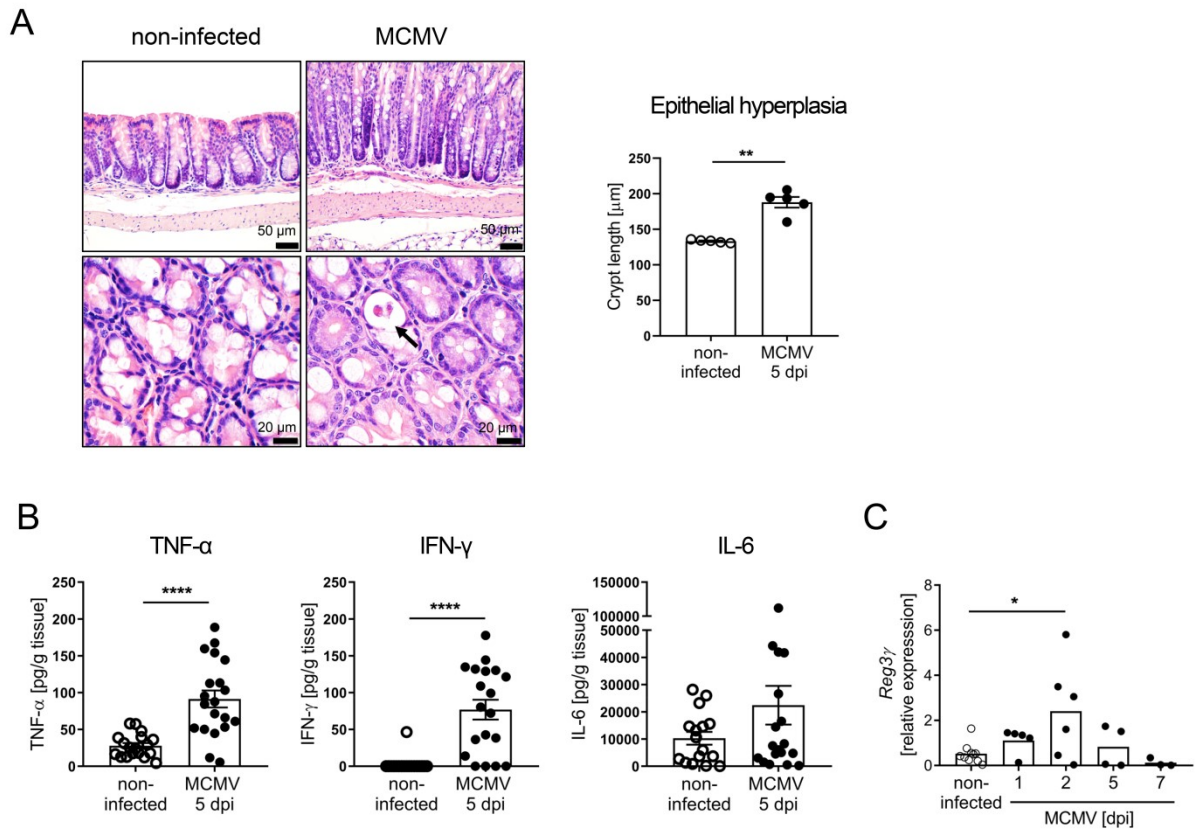 A
non-infected MCMV
50 µm 50 µm
20 µm 20 µm
Epithelial hyperplasia
**
Crypt length [µm]
250
200
150
100
50
0
non-
infected
MCMV
5 dpi
B
TNF-α
****
TNF-α [pg/g tissue]
250
200
150
100
50
0
non-
infected
MCMV
5 dpi
IFN-γ
****
IFN-γ [pg/g tissue]
250
200
150
100
50
0
non-
infected
MCMV
5 dpi
IL-6
IL-6 [pg/g tissue]
150000
100000
50000
40000
30000
20000
10000
0
non-
infected
MCMV
5 dpi
C
*
Reg3γ
[relative expresssion]
8
6
4
2
0
non-
infected
1 2 5 7
MCMV [dpi]